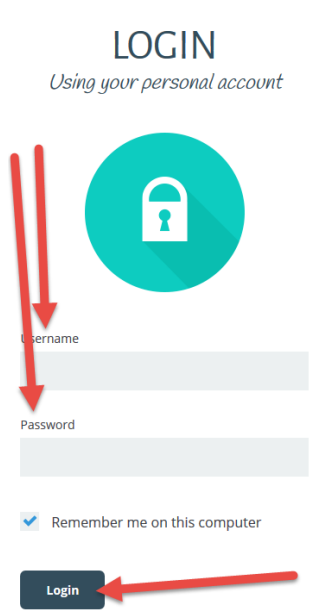 LOGIN
Using your personal account
Username
Password
Remember me on this computer
Login